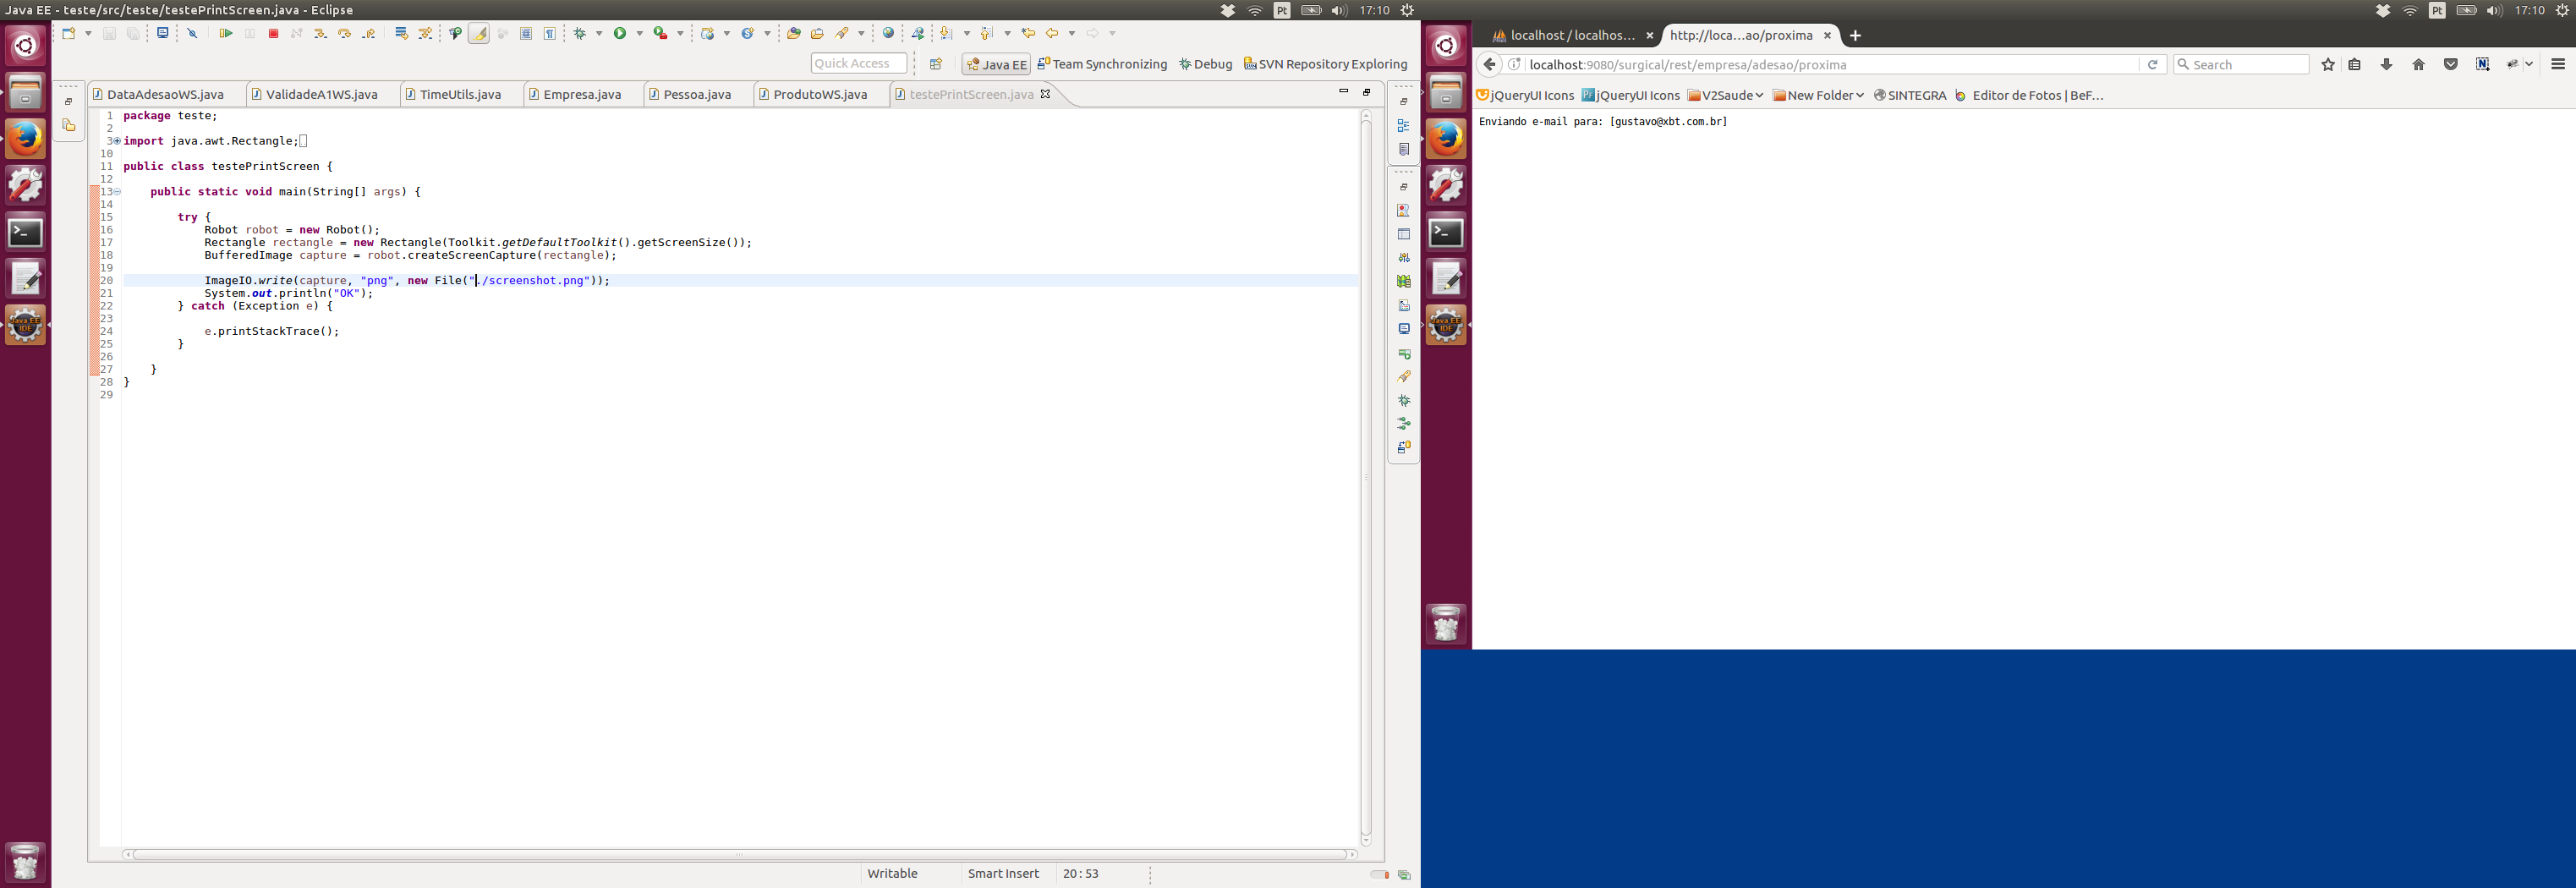 Java EE - teste/src/teste/testePrintScreen.java - Eclipse
Pt 17:10
Quick Access
Java EE Team Synchronizing Debug SVN Repository Exploring
DataAdesaoWS.java ValidadeA1WS.java TimeUtils.java Empresa.java Pessoa.java ProdutoWS.java testePrintScreen.java
1 package teste;
2
3 import java.awt.Rectangle;
10
11 public class testePrintScreen {
12
13 public static void main(String[] args) {
14
15 try {
16 Robot robot = new Robot();
17 Rectangle rectangle = new Rectangle(Toolkit.getDefaultToolkit().getScreenSize());
18 BufferedImage capture = robot.createScreenCapture(rectangle);
19
20 ImageIO.write(capture, "png", new File("./screenshot.png"));
21 System.out.println("OK");
22 } catch (Exception e) {
23
24 e.printStackTrace();
25 }
26
27 }
28 }
29
Writable Smart Insert 20 : 53
Java EE IDE
Pt 17:10
localhost / localhos... http://loca...ao/proxima
localhost:9080/surgical/rest/empresa/adesao/proxima Search
jQueryUI Icons jQueryUI Icons V2Saude New Folder SINTEGRA Editor de Fotos | BeF...
Enviando e-mail para: [gustavo@xbt.com.br]
Java EE IDE